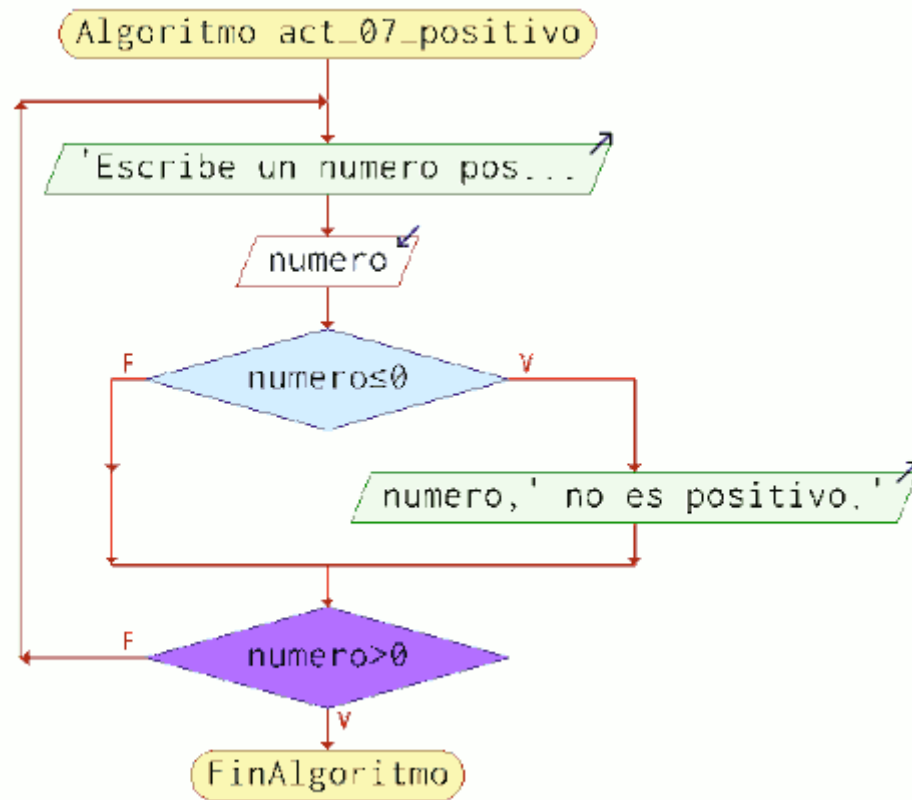 Algoritmo act_07_positivo
'Escribe un numero pos...
numero
F
V
numero≤0
numero,' no es positivo.'
F
numero>0
V
FinAlgoritmo